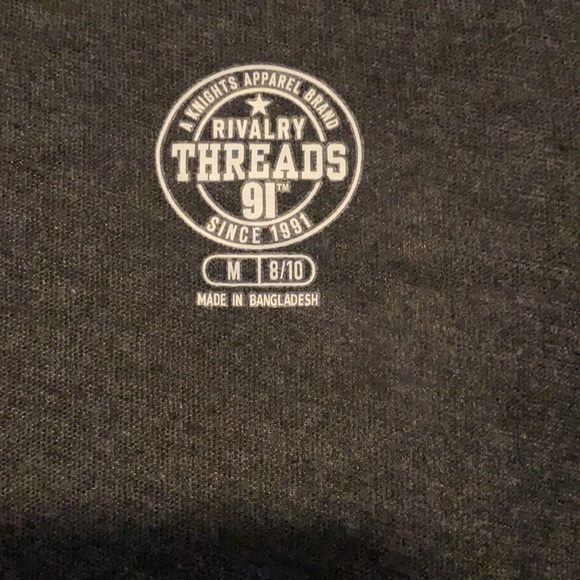 A KNIGHTS APPAREL BRAND
RIVALRY
THREADS
91™
SINCE 1991
M 8/10
MADE IN BANGLADESH